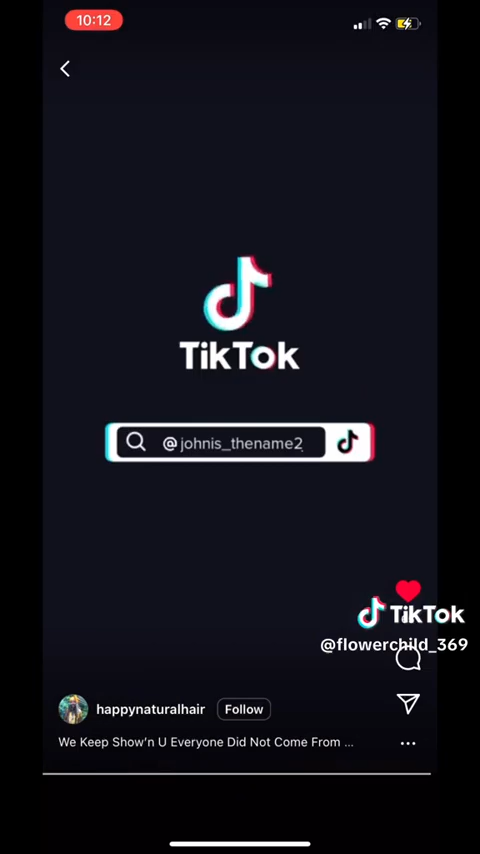 10:12
TikTok
@johnis_thename2
TikTok
@flowerchild_369
happynaturalhair Follow
We Keep Show'n U Everyone Did Not Come From ...